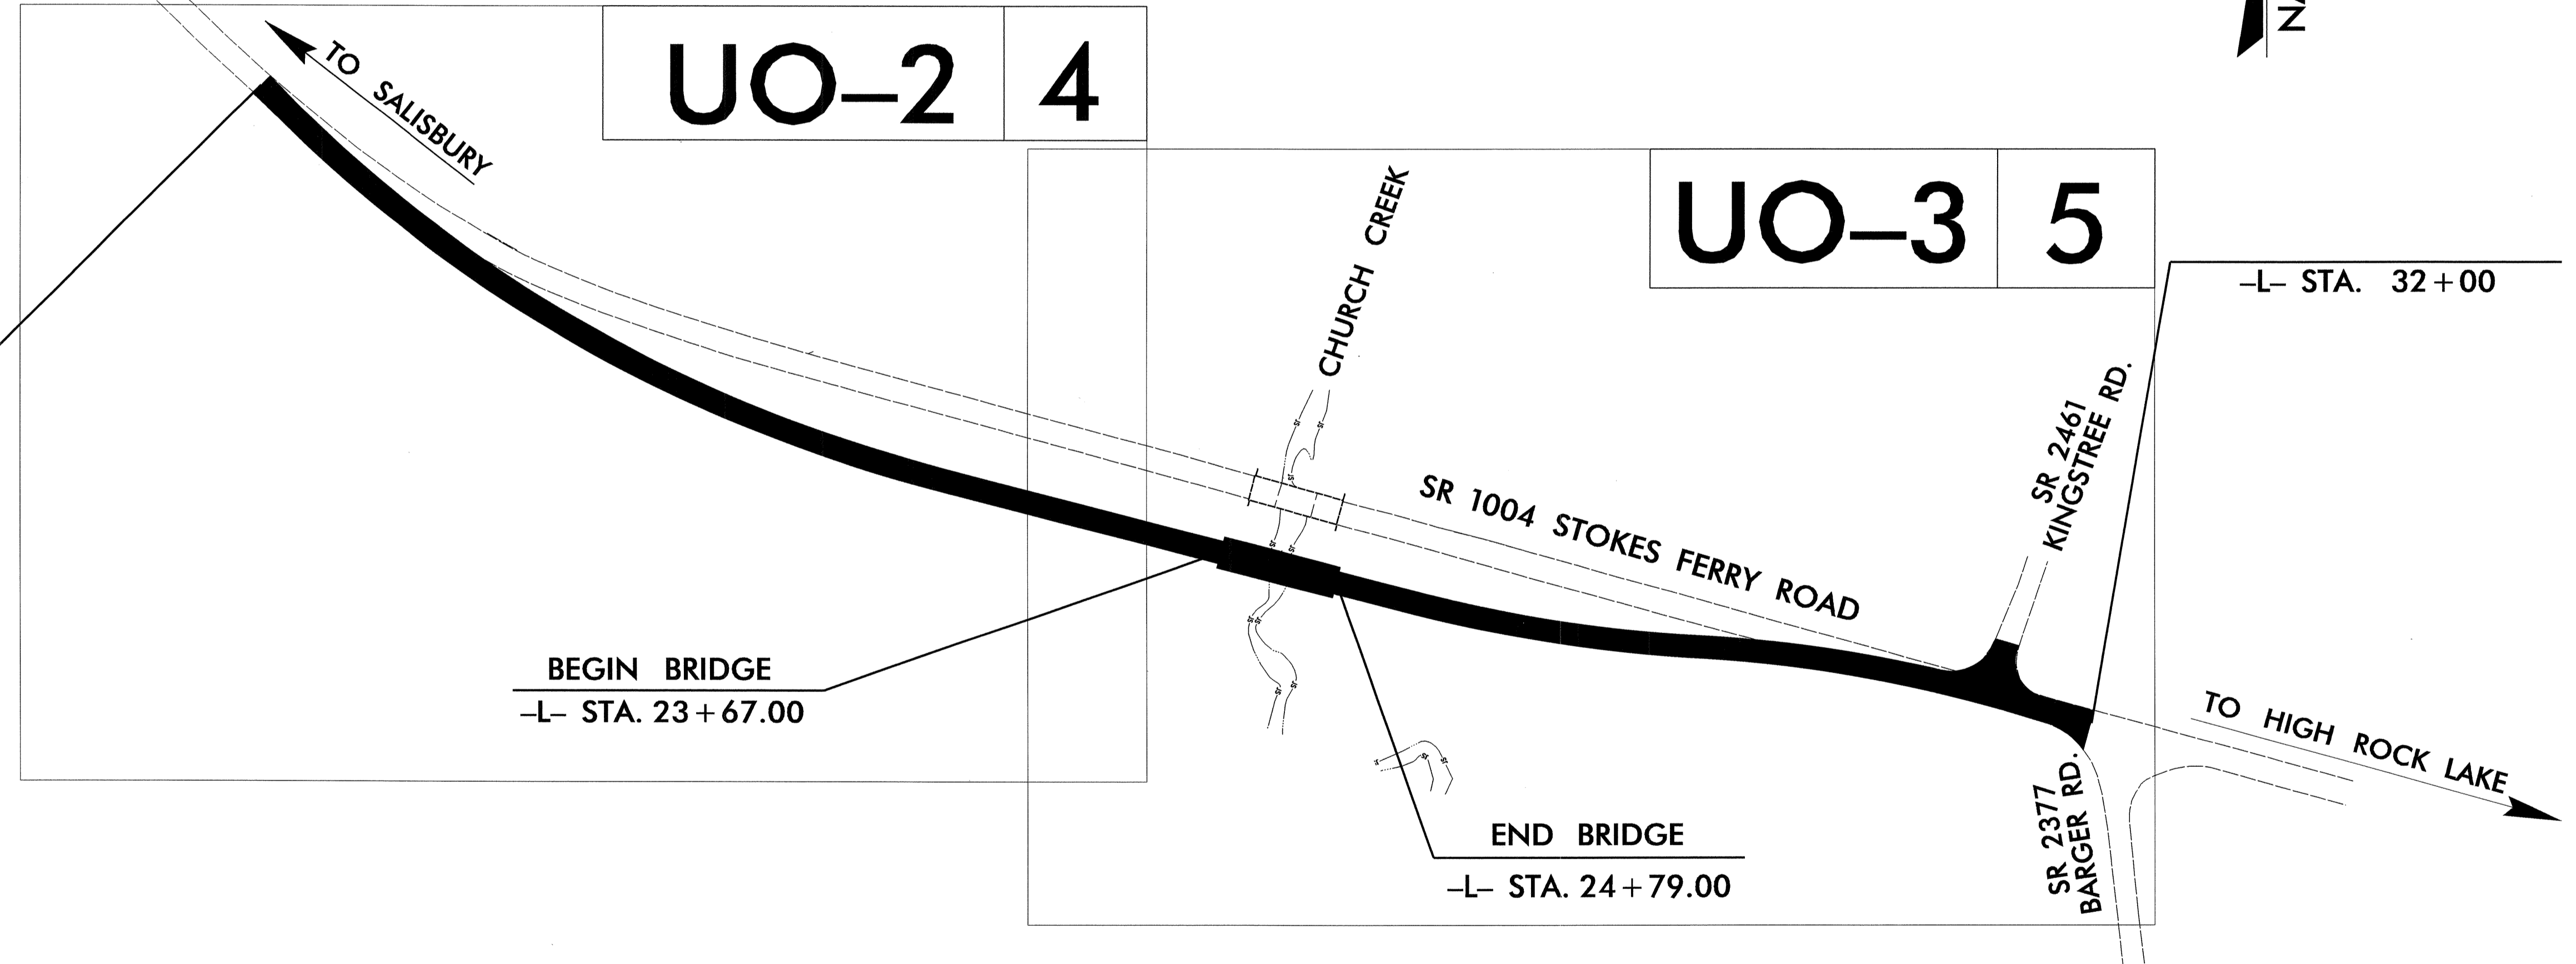 TO SALISBURY
UO–2 4
CHURCH CREEK
UO–3 5
–L– STA. 32+00
SR 2461
KINGSTREE RD.
SR 1004 STOKES FERRY ROAD
BEGIN BRIDGE
–L– STA. 23+67.00
TO HIGH ROCK LAKE
SR 2377
BARGER RD.
END BRIDGE
–L– STA. 24+79.00